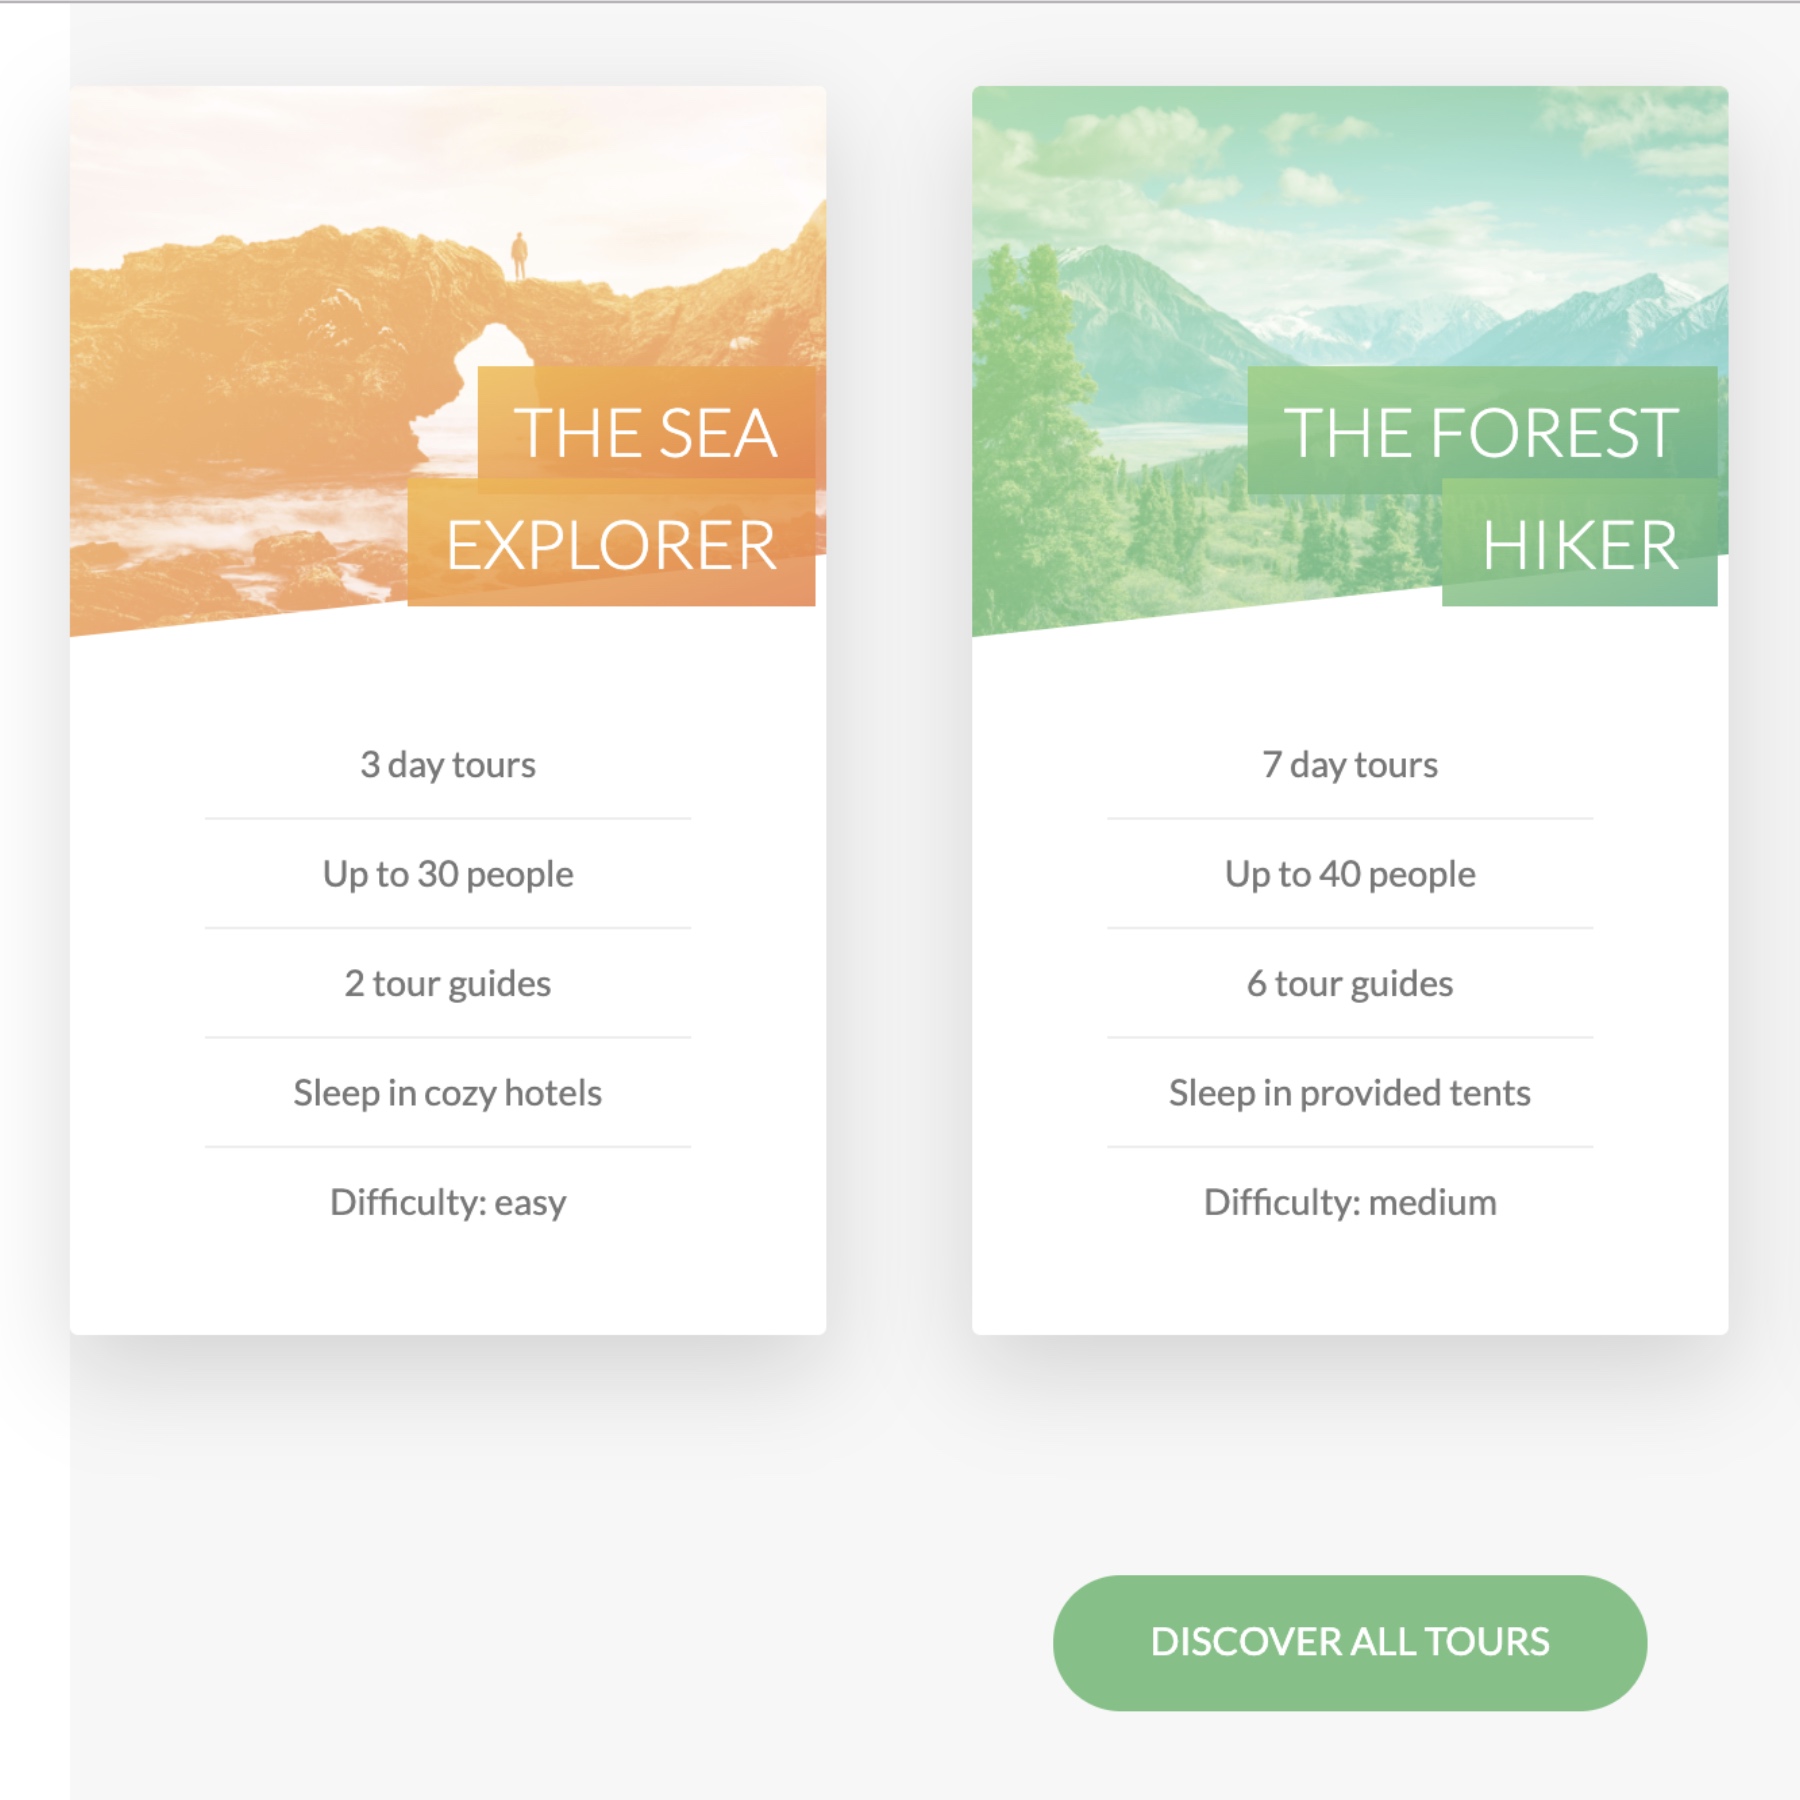 THE SEA
EXPLORER
3 day tours
Up to 30 people
2 tour guides
Sleep in cozy hotels
Difficulty: easy
THE FOREST
HIKER
7 day tours
Up to 40 people
6 tour guides
Sleep in provided tents
Difficulty: medium
DISCOVER ALL TOURS